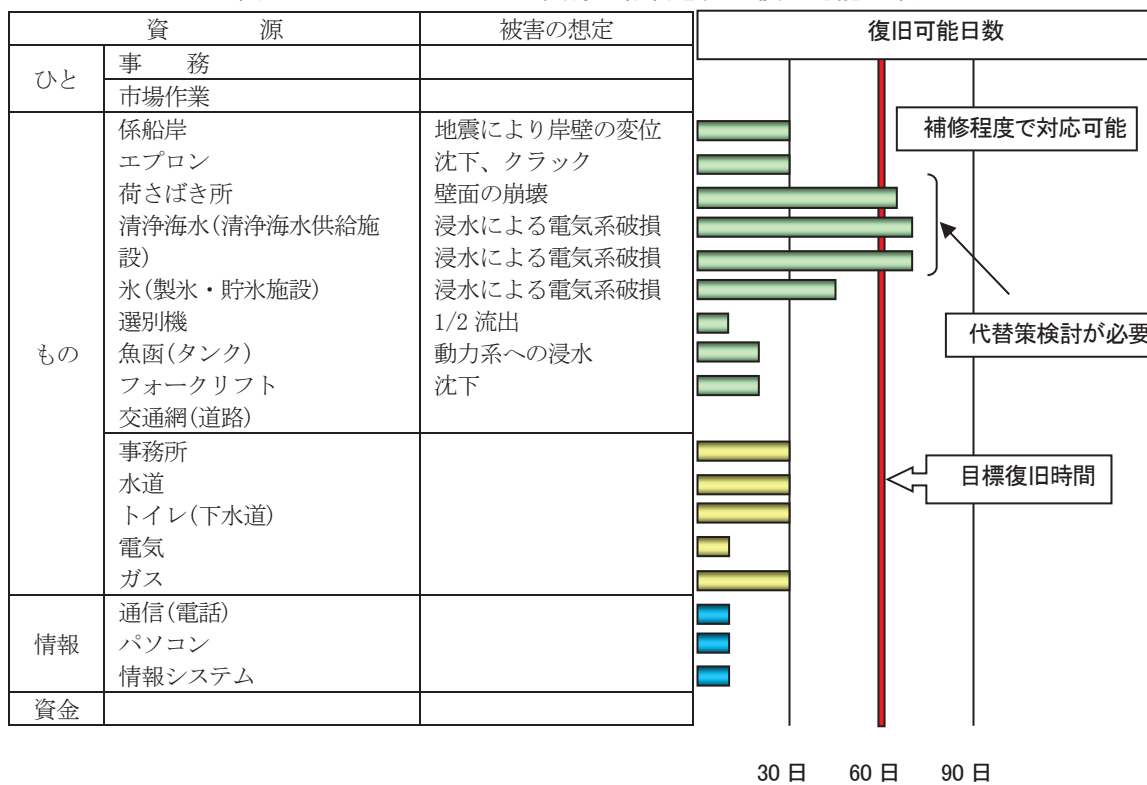 資　　　源　被害の想定　復旧可能日数
ひと
事　　務
市場作業
もの
係船岸　地震により岸壁の変位
エプロン　沈下、クラック
荷さばき所　壁面の崩壊
清浄海水(清浄海水供給施　浸水による電気系破損
設)　浸水による電気系破損
氷(製氷・貯氷施設)　浸水による電気系破損
選別機　1/2 流出
魚函(タンク)　動力系への浸水
フォークリフト　沈下
交通網(道路)
事務所
水道
トイレ(下水道)
電気
ガス
情報
通信(電話)
パソコン
情報システム
資金
補修程度で対応可能
代替策検討が必要
目標復旧時間
30 日　60 日　90 日